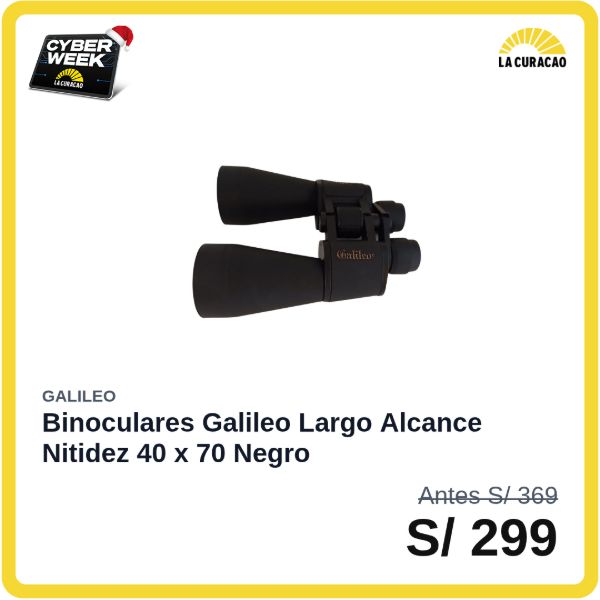 CYBER
WEEK
LA CURACAO
LA CURACAO
Galileo
GALILEO
Binoculares Galileo Largo Alcance
Nitidez 40 x 70 Negro
Antes S/ 369
S/ 299